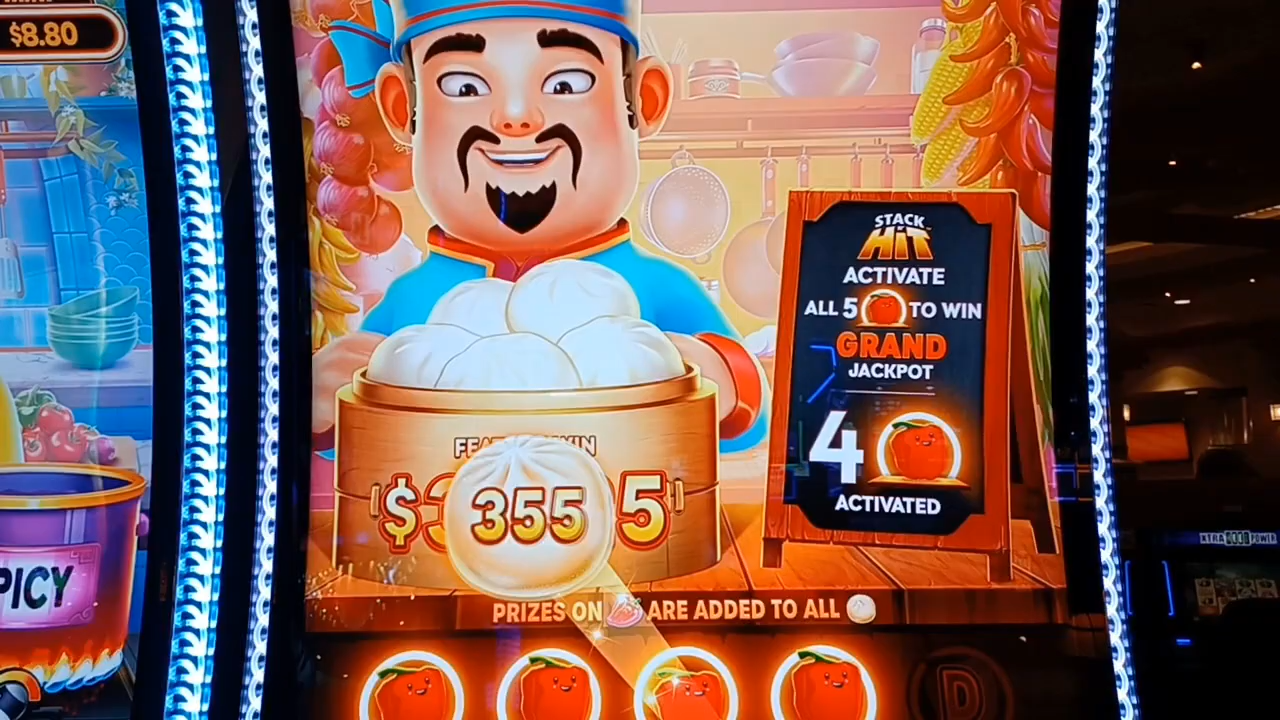 $8.80
STACK
N'
HIT
ACTIVATE
ALL 5 TO WIN
GRAND
JACKPOT
4
ACTIVATED
355
5
PRIZES ON ARE ADDED TO ALL
PICY
D